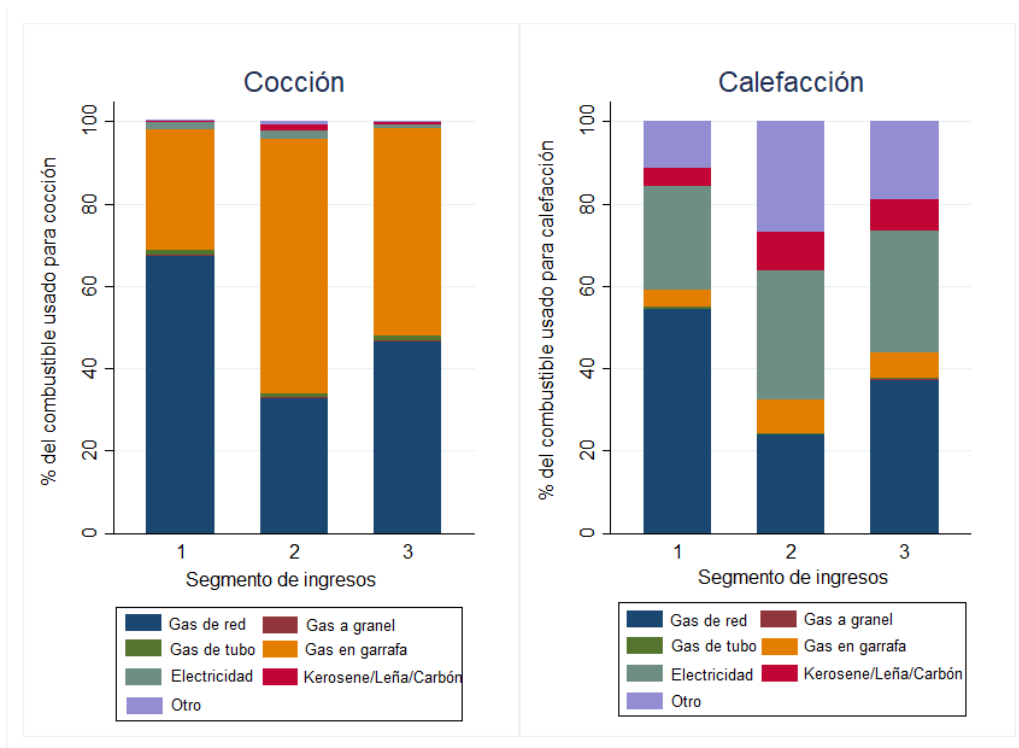 Cocción
% del combustible usado para cocción
100
80
60
40
20
0
1 2 3
Segmento de ingresos
Gas de red Gas a granel
Gas de tubo Gas en garrafa
Electricidad Kerosene/Leña/Carbón
Otro
Calefacción
% del combustible usado para calefacción
100
80
60
40
20
0
1 2 3
Segmento de ingresos
Gas de red Gas a granel
Gas de tubo Gas en garrafa
Electricidad Kerosene/Leña/Carbón
Otro